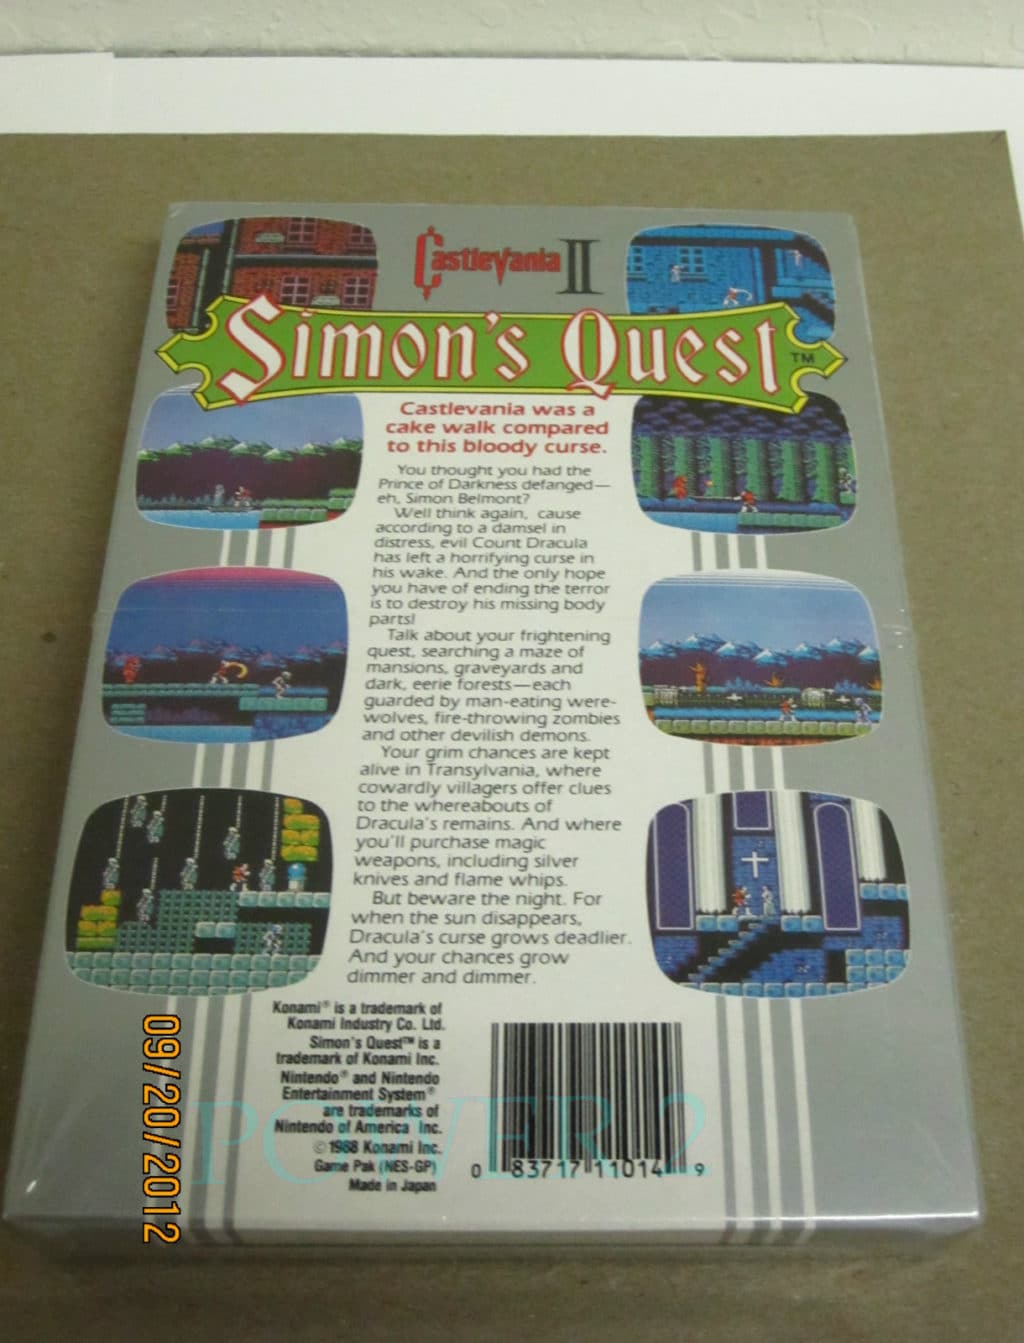 Castlevania II
Simon's Quest TM
Castlevania was a
cake walk compared
to this bloody curse.
You thought you had the
Prince of Darkness defanged—
eh, Simon Belmont?
Well think again, cause
according to a damsel in
distress, evil Count Dracula
has left a horrifying curse in
his wake. And the only hope
you have of ending the terror
is to destroy his missing body
parts!
Talk about your frightening
quest, searching a maze of
mansions, graveyards and
dark, eerie forests—each
guarded by man-eating were-
wolves, fire-throwing zombies
and other devilish demons.
Your grim chances are kept
alive in Transylvania, where
cowardly villagers offer clues
to the whereabouts of
Dracula's remains. And where
you'll purchase magic
weapons, including silver
knives and flame whips.
But beware the night. For
when the sun disappears,
Dracula's curse grows deadlier.
And your chances grow
dimmer and dimmer.
Konami® is a trademark of
Konami Industry Co. Ltd.
Simon's Quest™ is a
trademark of Konami Inc.
Nintendo® and Nintendo
Entertainment System®
are trademarks of
Nintendo of America Inc.
©1988 Konami Inc.
Game Pak (NES-GP)
Made in Japan
0 83717 11014 9
POWER 2
09/20/2012